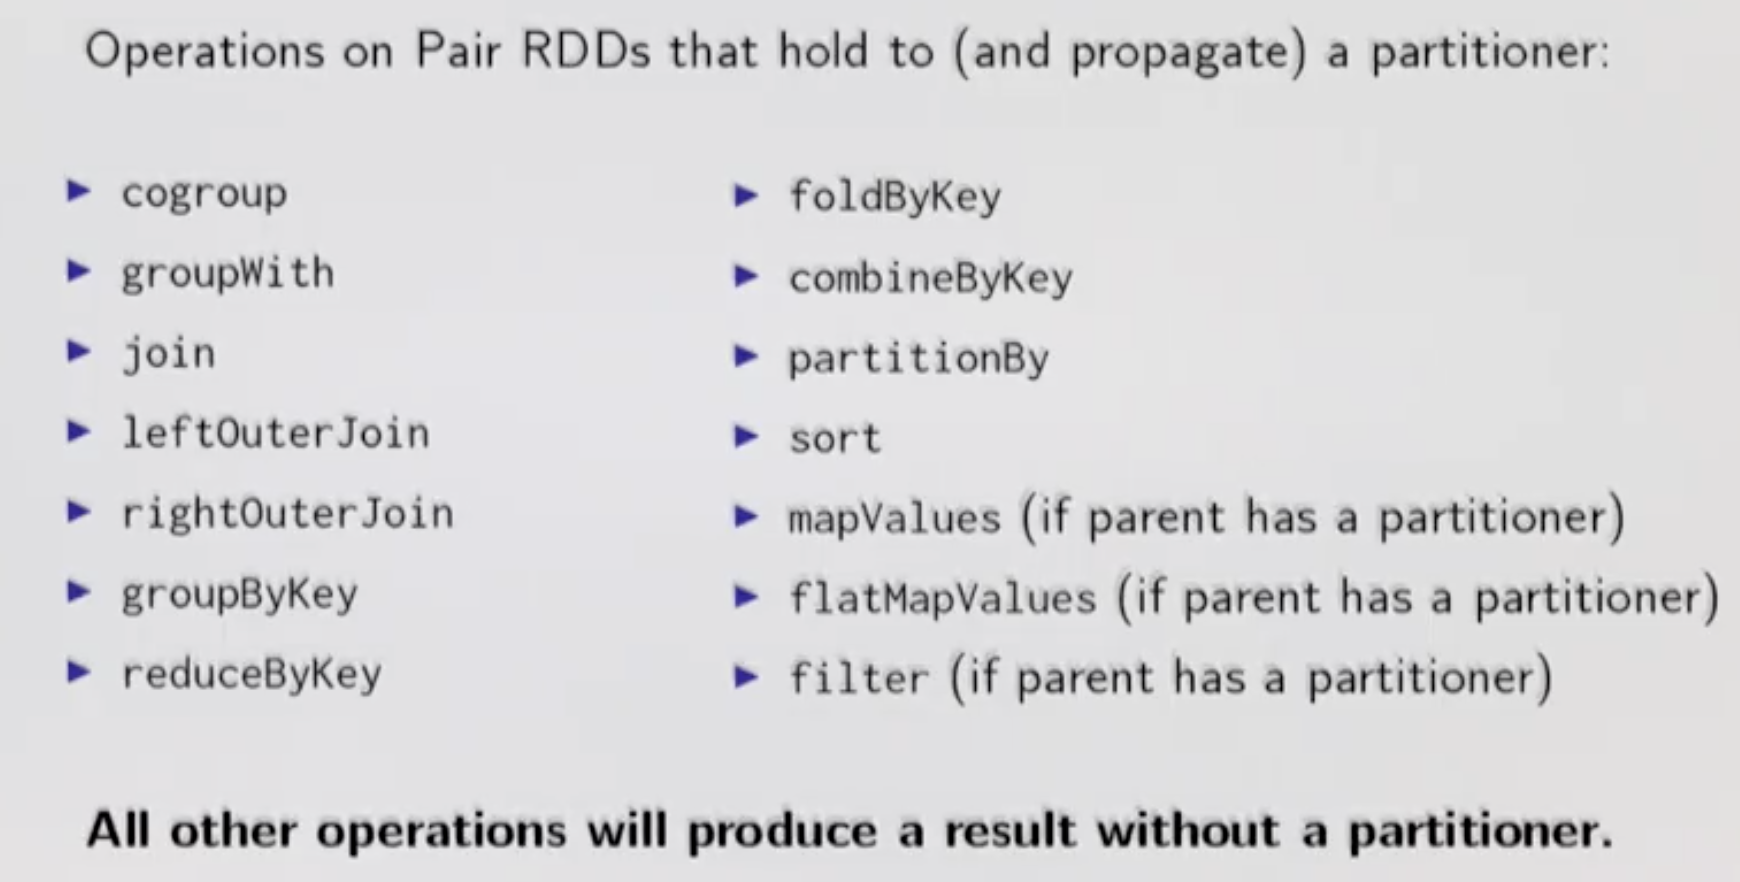 Operations on Pair RDDs that hold to (and propagate) a partitioner:
▶ cogroup
▶ groupWith
▶ join
▶ leftOuterJoin
▶ rightOuterJoin
▶ groupByKey
▶ reduceByKey
▶ foldByKey
▶ combineByKey
▶ partitionBy
▶ sort
▶ mapValues (if parent has a partitioner)
▶ flatMapValues (if parent has a partitioner)
▶ filter (if parent has a partitioner)
All other operations will produce a result without a partitioner.